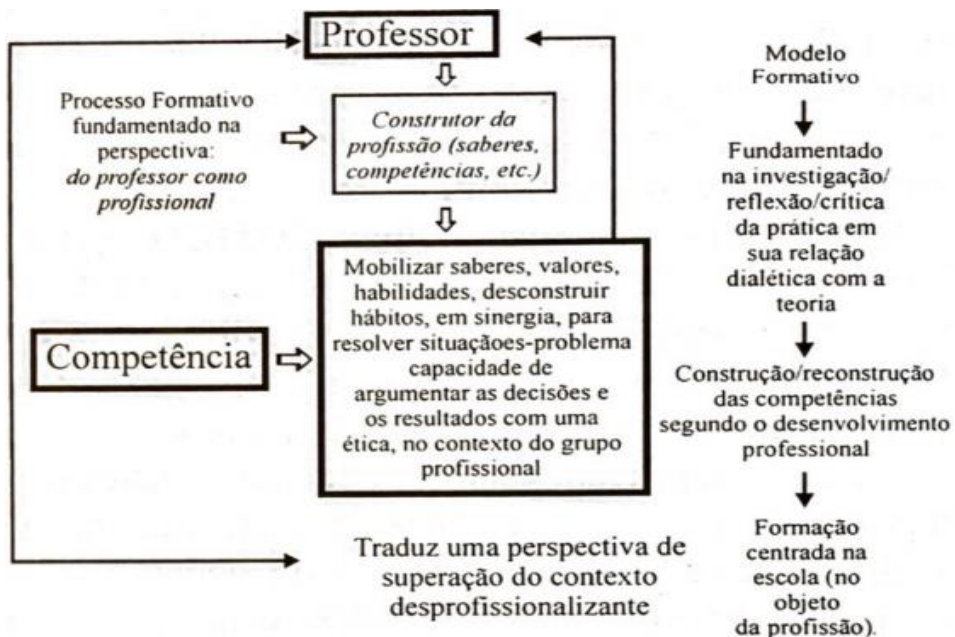 Professor
Processo Formativo
fundamentado na
perspectiva:
do professor como
profissional
Construtor da
profissão (saberes,
competências, etc.)
Competência
Mobilizar saberes, valores,
habilidades, desconstruir
hábitos, em sinergia, para
resolver situaçãoes-problema
capacidade de
argumentar as decisões e
os resultados com uma
ética, no contexto do grupo
profissional
Traduz uma perspectiva de
superação do contexto
desprofissionalizante
Modelo
Formativo
Fundamentado
na investigação/
reflexão/crítica
da prática em
sua relação
dialética com a
teoria
Construção/reconstrução
das competências
segundo o desenvolvimento
professional
Formação
centrada na
escola (no
objeto
da profissão).